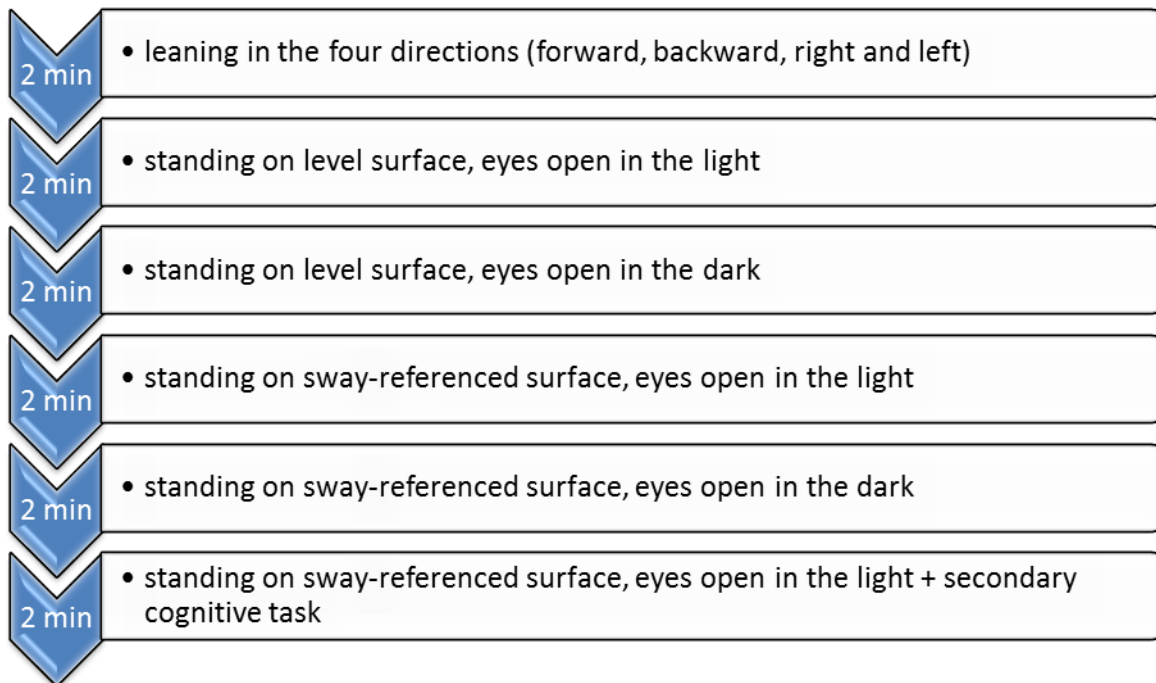 2 min
• leaning in the four directions (forward, backward, right and left)
2 min
• standing on level surface, eyes open in the light
2 min
• standing on level surface, eyes open in the dark
2 min
• standing on sway-referenced surface, eyes open in the light
2 min
• standing on sway-referenced surface, eyes open in the dark
2 min
• standing on sway-referenced surface, eyes open in the light + secondary
cognitive task